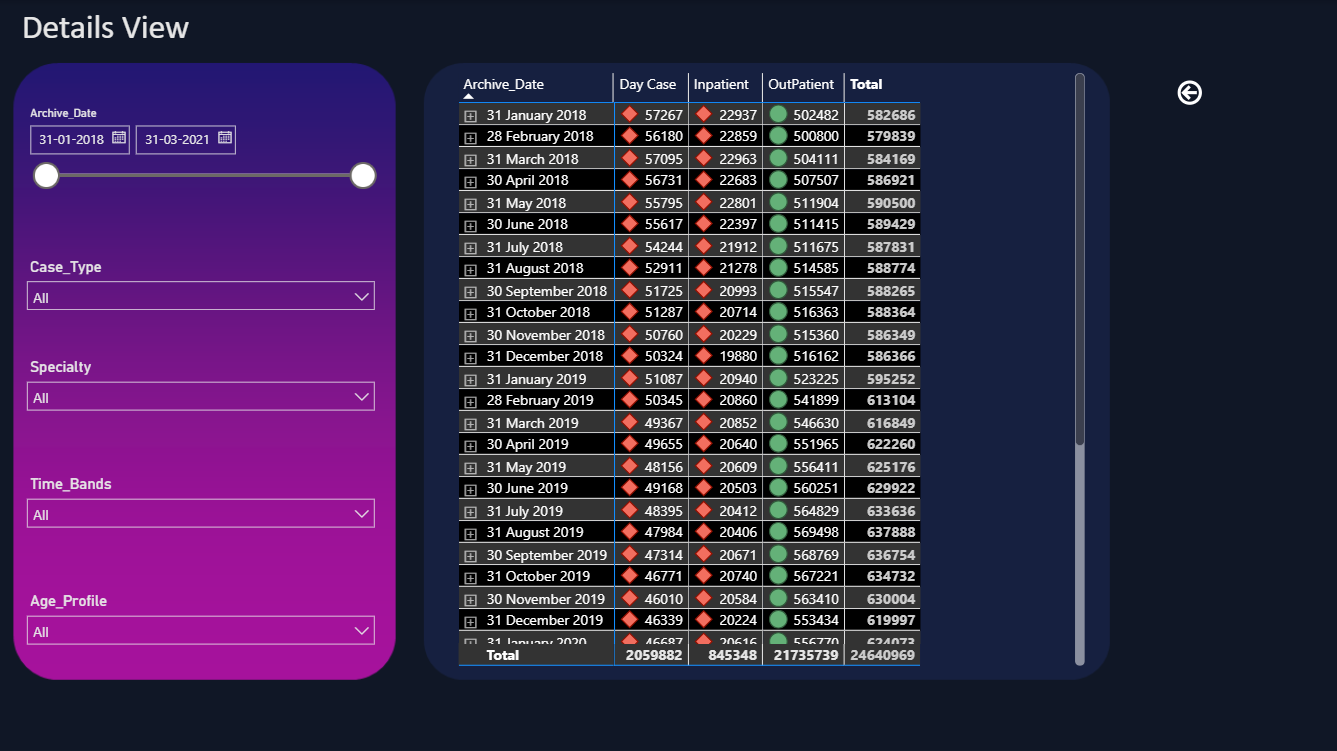 Details View
Archive_Date
31-01-2018 31-03-2021
Case_Type
All
Specialty
All
Time_Bands
All
Age_Profile
All
Archive_Date Day Case Inpatient OutPatient Total
31 January 2018 57267 22937 502482 582686
28 February 2018 56180 22859 500800 579839
31 March 2018 57095 22963 504111 584169
30 April 2018 56731 22683 507507 586921
31 May 2018 55795 22801 511904 590500
30 June 2018 55617 22397 511415 589429
31 July 2018 54244 21912 511675 587831
31 August 2018 52911 21278 514585 588774
30 September 2018 51725 20993 515547 588265
31 October 2018 51287 20714 516363 588364
30 November 2018 50760 20229 515360 586349
31 December 2018 50324 19880 516162 586366
31 January 2019 51087 20940 523225 595252
28 February 2019 50345 20860 541899 613104
31 March 2019 49367 20852 546630 616849
30 April 2019 49655 20640 551965 622260
31 May 2019 48156 20609 556411 625176
30 June 2019 49168 20503 560251 629922
31 July 2019 48395 20412 564829 633636
31 August 2019 47984 20406 569498 637888
30 September 2019 47314 20671 568769 636754
31 October 2019 46771 20740 567221 634732
30 November 2019 46010 20584 563410 630004
31 December 2019 46339 20224 553434 619997
31 January 2020 46687 20616 556770 624073
Total 2059882 845348 21735739 24640969